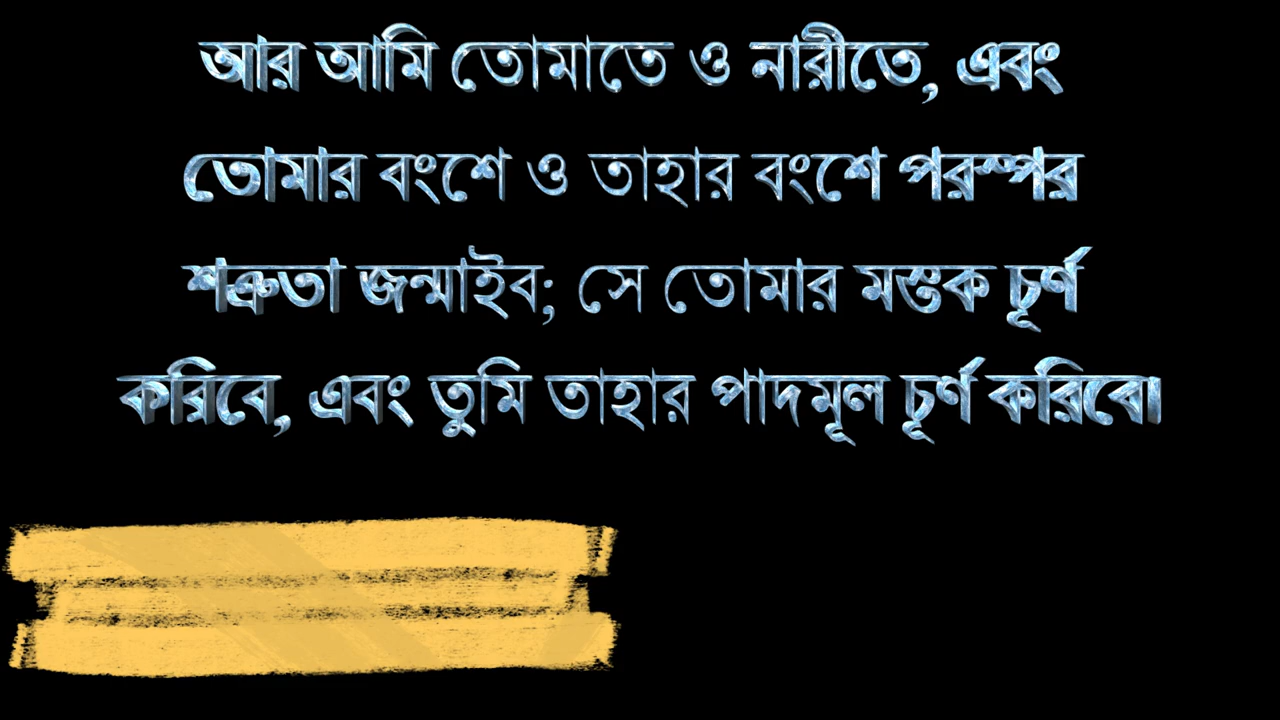 আর আমি তোমাতে ও নারীতে, এবং
তোমার বংশে ও তাহার বংশে পরস্পর
শত্রুতা জন্মাইব; সে তোমার মস্তক চূর্ণ
করিবে, এবং তুমি তাহার পাদমূল চূর্ণ করিবে।